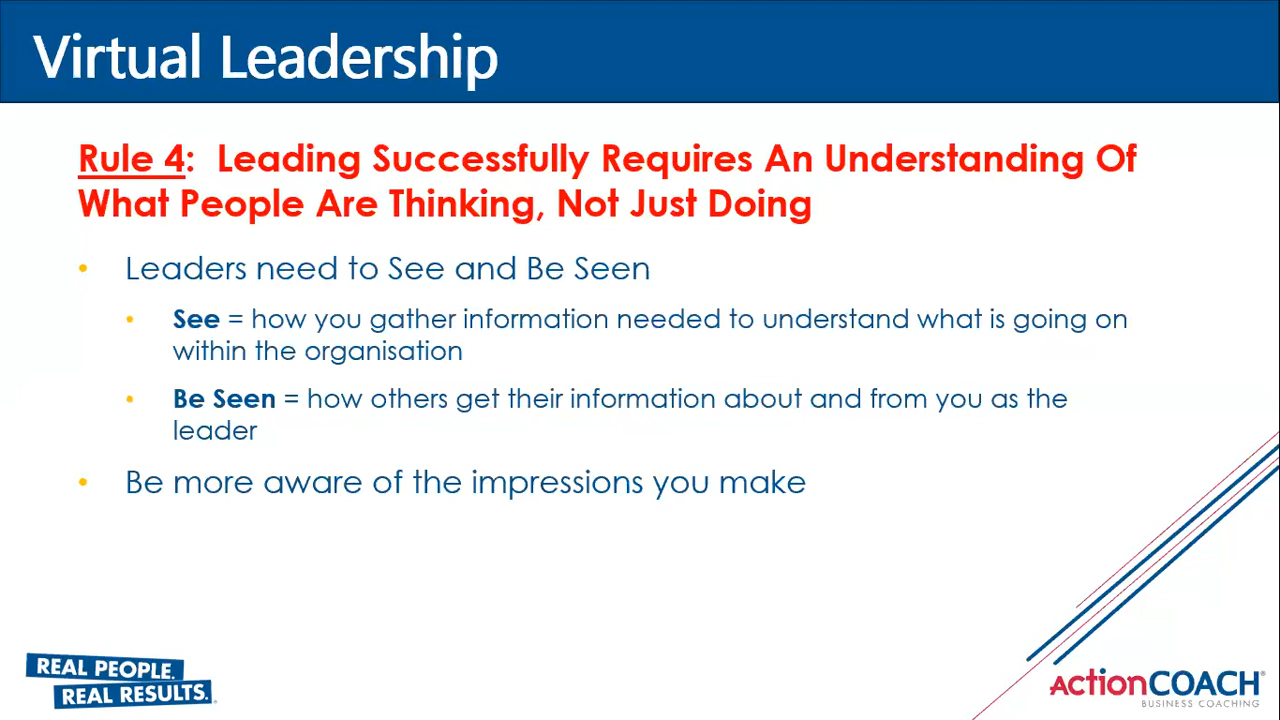 Virtual Leadership
Rule 4: Leading Successfully Requires An Understanding Of
What People Are Thinking, Not Just Doing
• Leaders need to See and Be Seen
• See = how you gather information needed to understand what is going on
within the organisation
• Be Seen = how others get their information about and from you as the
leader
• Be more aware of the impressions you make
REAL PEOPLE.
REAL RESULTS.
ActionCOACH®
BUSINESS COACHING